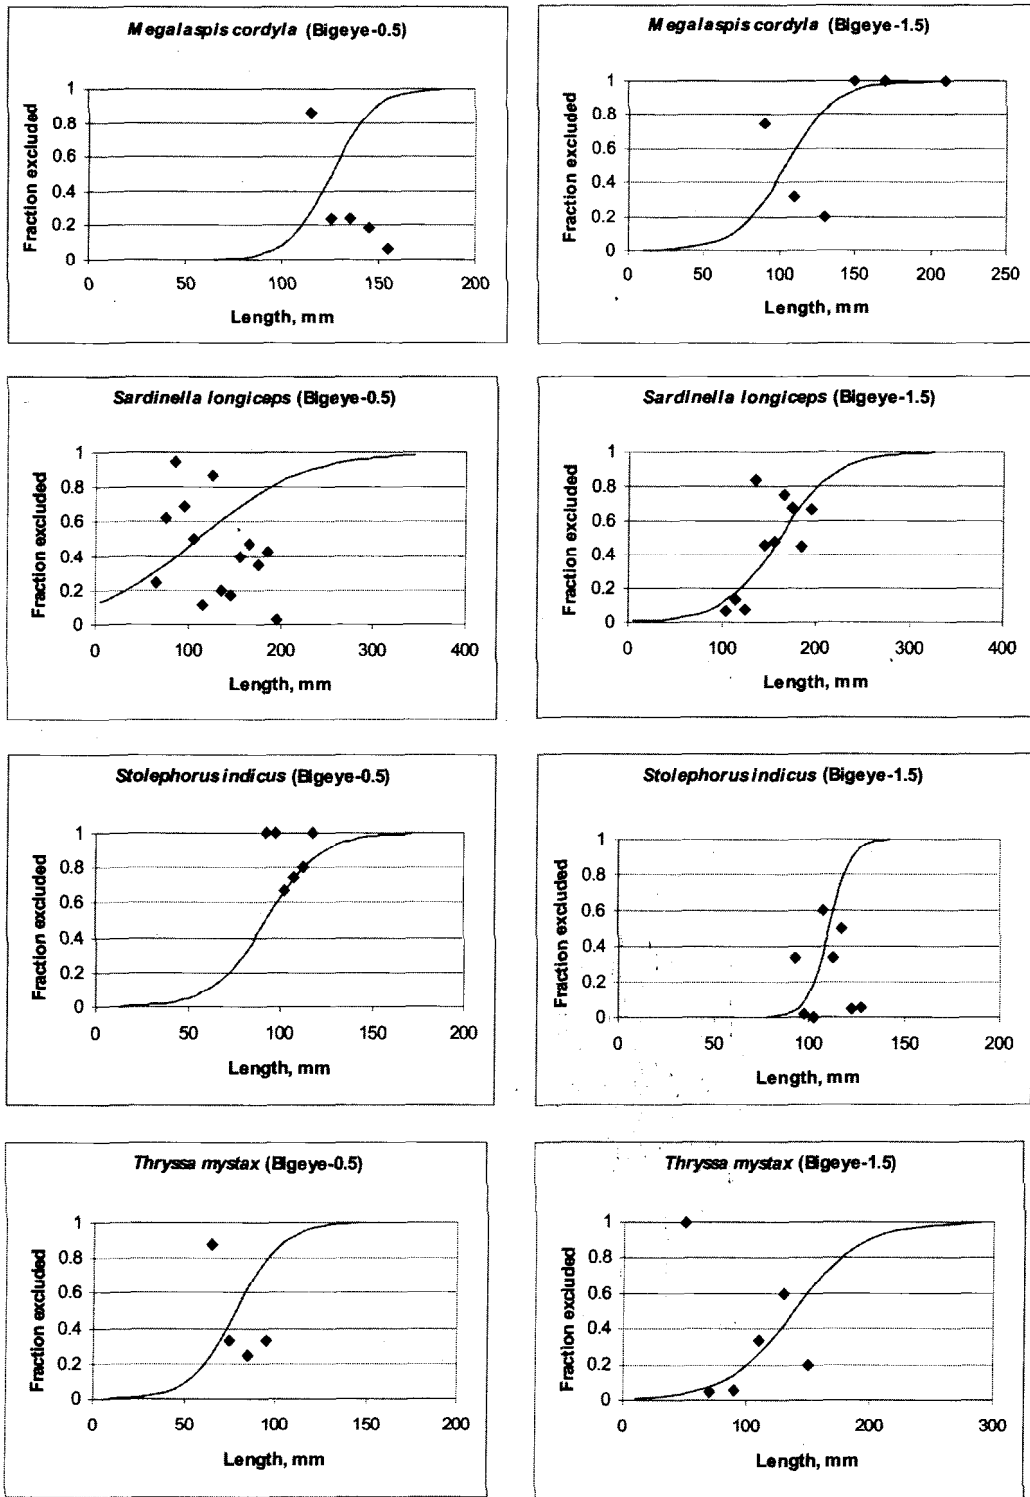 Megalaspis cordyla (Bigeye-0.5)
Fraction excluded
1
0.8
0.6
0.4
0.2
0
0 50 100 150 200
Length, mm
Megalaspis cordyla (Bigeye-1.5)
Fraction excluded
1
0.8
0.6
0.4
0.2
0
0 50 100 150 200 250
Length, mm
Sardinella longiceps (Bigeye-0.5)
Fraction excluded
1
0.8
0.6
0.4
0.2
0
0 100 200 300 400
Length, mm
Sardinella longiceps (Bigeye-1.5)
Fraction excluded
1
0.8
0.6
0.4
0.2
0
0 100 200 300 400
Length, mm
Stolephorus indicus (Bigeye-0.5)
Fraction excluded
1
0.8
0.6
0.4
0.2
0
0 50 100 150 200
Length, mm
Stolephorus indicus (Bigeye-1.5)
Fraction excluded
1
0.8
0.6
0.4
0.2
0
0 50 100 150 200
Length, mm
Thryssa mystax (Bigeye-0.5)
Fraction excluded
1
0.8
0.6
0.4
0.2
0
0 50 100 150 200
Length, mm
Thryssa mystax (Bigeye-1.5)
Fraction excluded
1
0.8
0.6
0.4
0.2
0
0 100 200 300
Length, mm